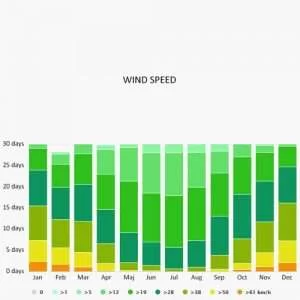 WIND SPEED
30 days
25 days
20 days
15 days
10 days
5 days
0 days
Jan Feb Mar Apr May Jun Jul Aug Sep Oct Nov Dec
0 >1 >5 >12 >19 >28 >38 >50 >61 km/h